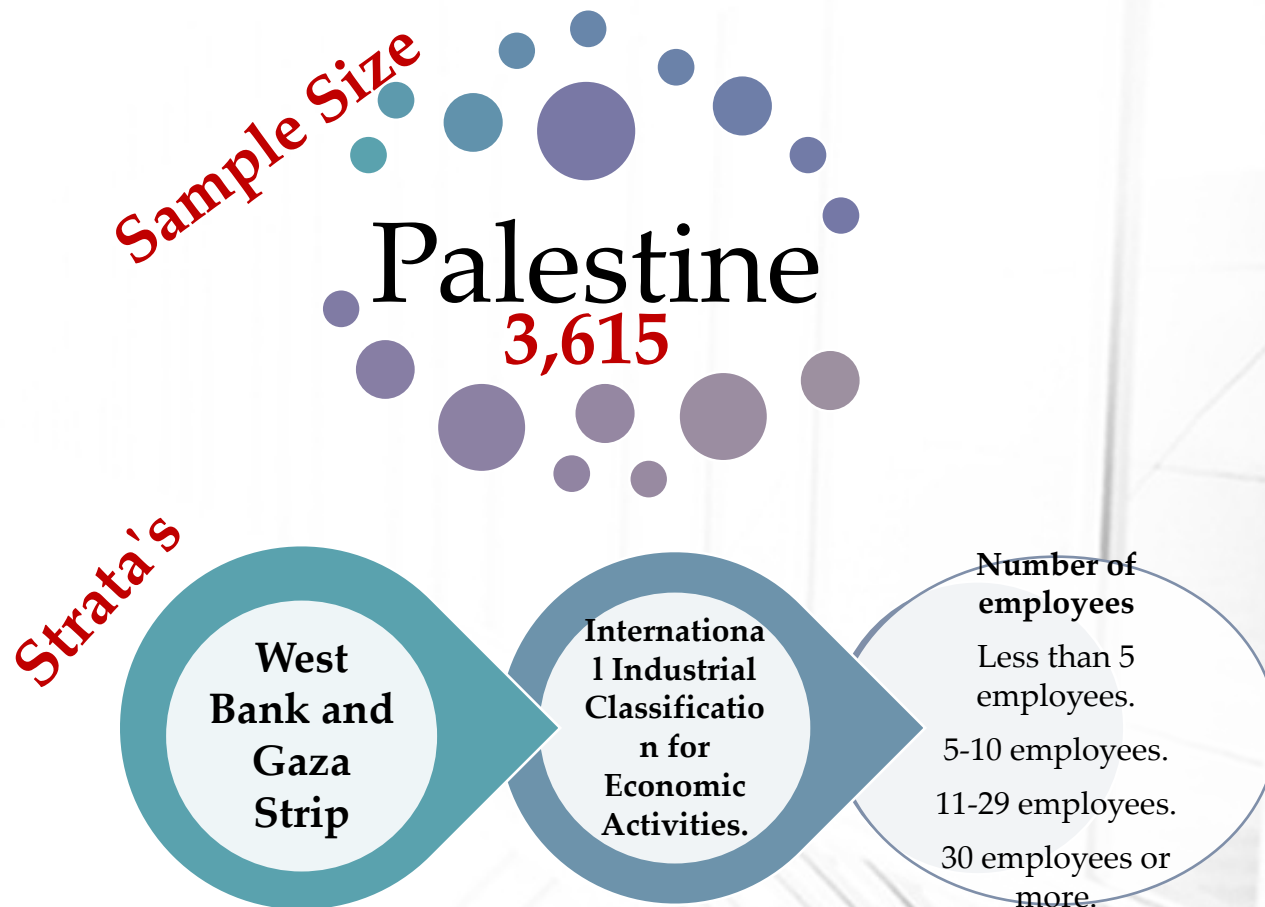 Sample Size
Palestine
3,615
Strata's
West
Bank and
Gaza
Strip
Internationa
l Industrial
Classificatio
n for
Economic
Activities.
Number of
employees
Less than 5
employees.
5-10 employees.
11-29 employees.
30 employees or
more.